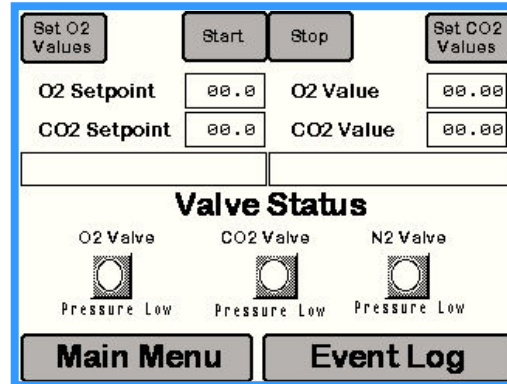 Set O2
Values
Start
Stop
Set CO2
Values
O2 Setpoint
00.0
O2 Value
00.00
CO2 Setpoint
00.0
CO2 Value
00.00
Valve Status
O2 Valve
CO2 Valve
N2 Valve
Pressure Low
Pressure Low
Pressure Low
Main Menu
Event Log